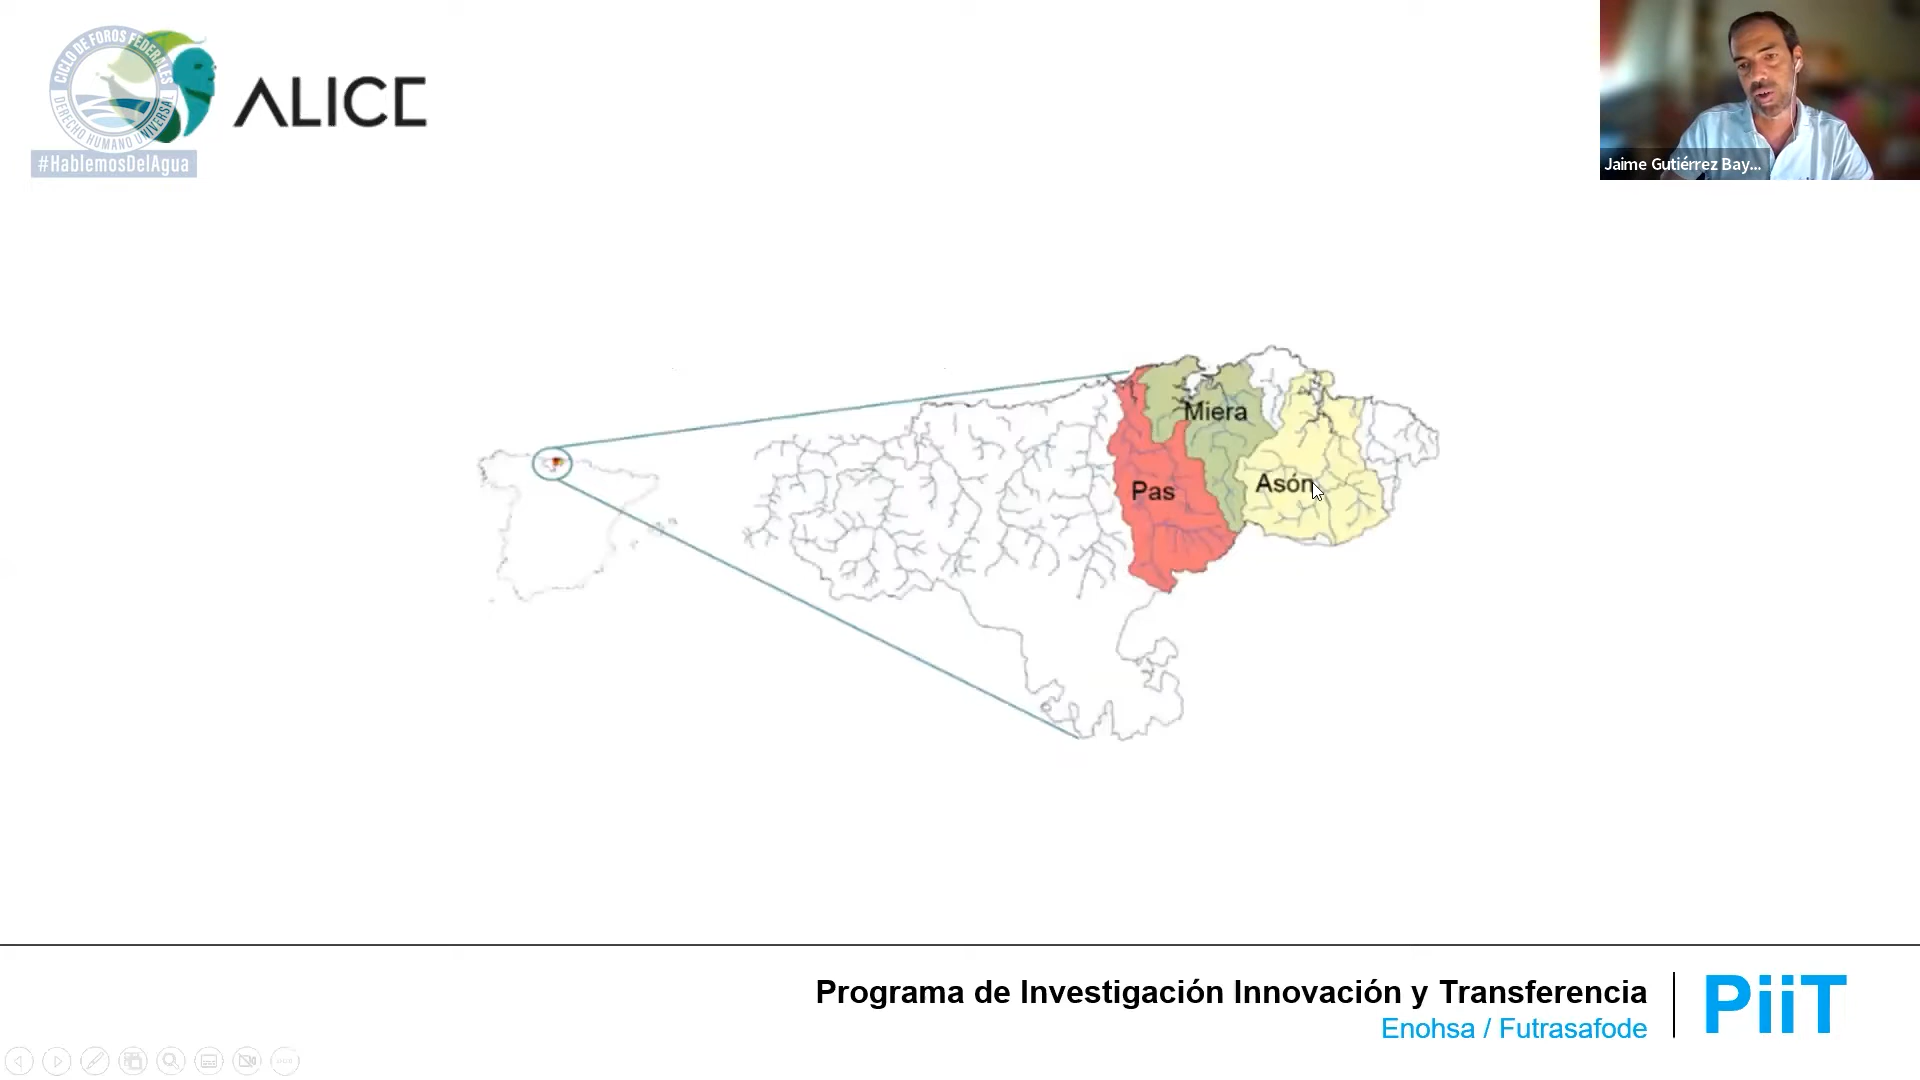 CICLO DE FOROS FEDERALES
DERECHO HUMANO UNIVERSAL
#HablemosDelAgua
ALICE
Jaime Gutiérrez Bay...
Miera
Pas
Asón
Programa de Investigación Innovación y Transferencia
Enohsa / Futrasafode
PiiT